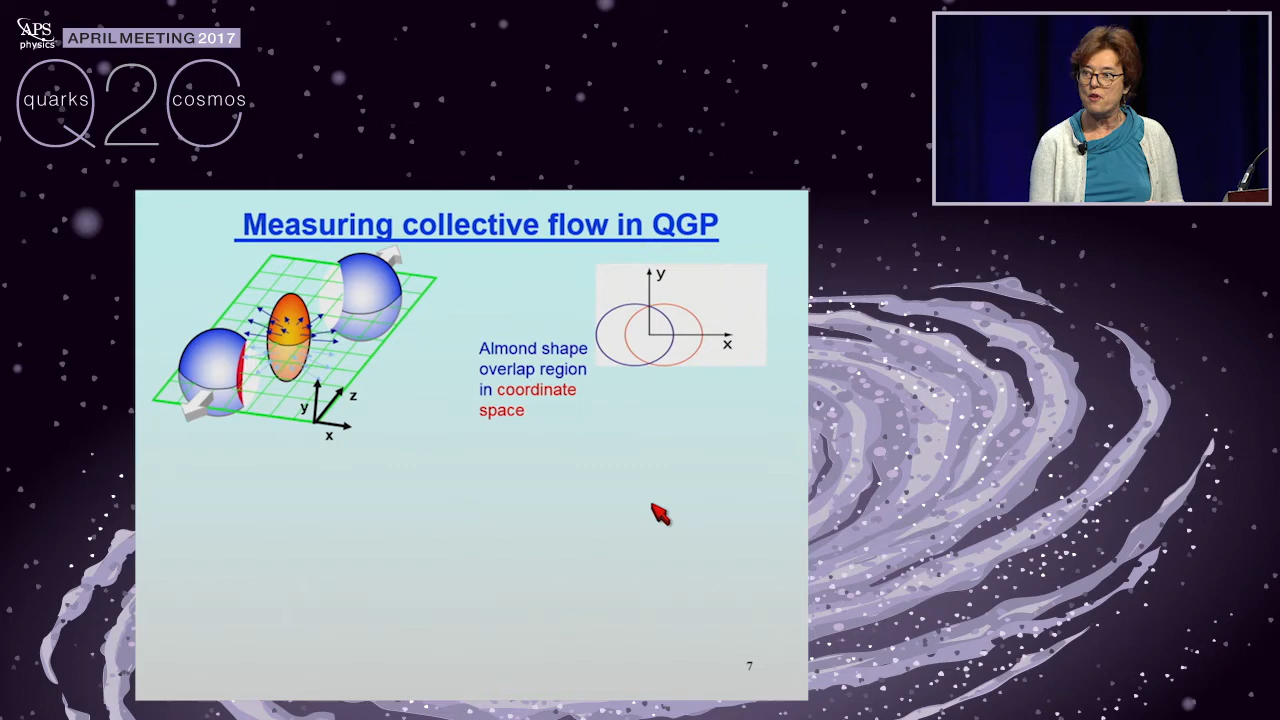 APS
physics
APRIL MEETING 2017
Q2C
quarks
cosmos
Measuring collective flow in QGP
y
z
x
Almond shape
overlap region
in coordinate
space
y
x
7